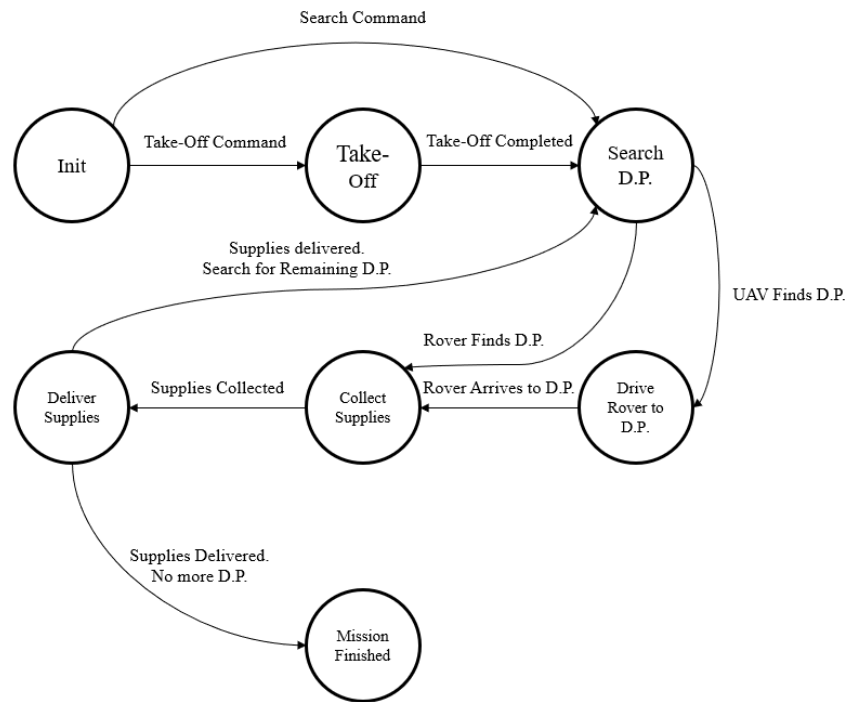 Search Command
Init
Take-Off Command
Take-
Off
Take-Off Completed
Search
D.P.
Supplies delivered.
Search for Remaining D.P.
UAV Finds D.P.
Rover Finds D.P.
Deliver
Supplies
Supplies Collected
Collect
Supplies
Rover Arrives to D.P.
Drive
Rover to
D.P.
Supplies Delivered.
No more D.P.
Mission
Finished